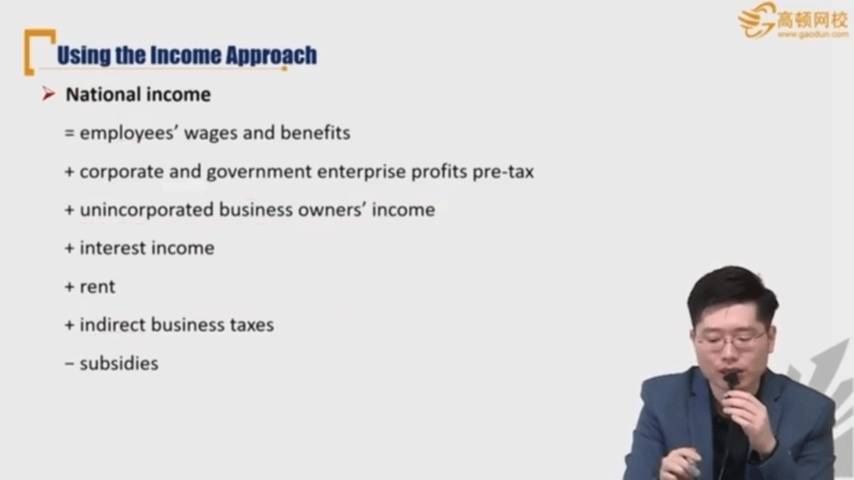 高顿网校
www.gaodun.com
Using the Income Approach
National income
= employees’ wages and benefits
+ corporate and government enterprise profits pre-tax
+ unincorporated business owners’ income
+ interest income
+ rent
+ indirect business taxes
− subsidies